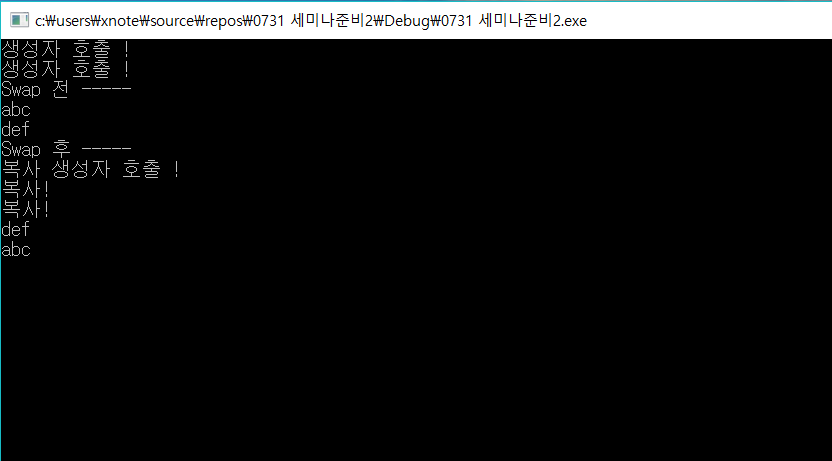 c:₩users₩xnote₩source₩repos₩0731 세미나준비2₩Debug₩0731 세미나준비2.exe
생성자 호출 !
생성자 호출 !
Swap 전 -----
abc
def
Swap 후 -----
복사 생성자 호출 !
복사!
복사!
def
abc